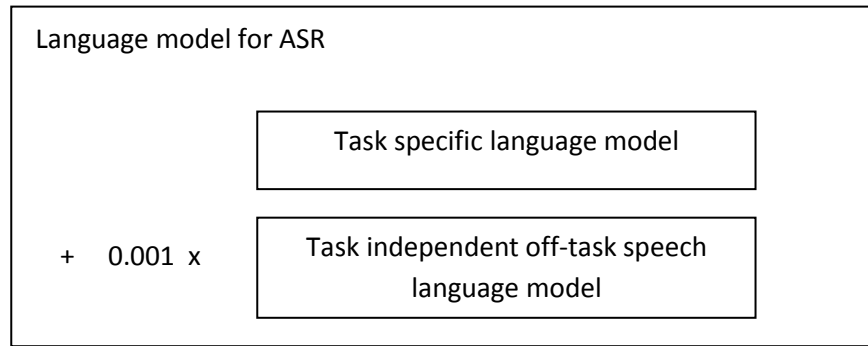 Language model for ASR
Task specific language model
+ 0.001 x
Task independent off-task speech
language model